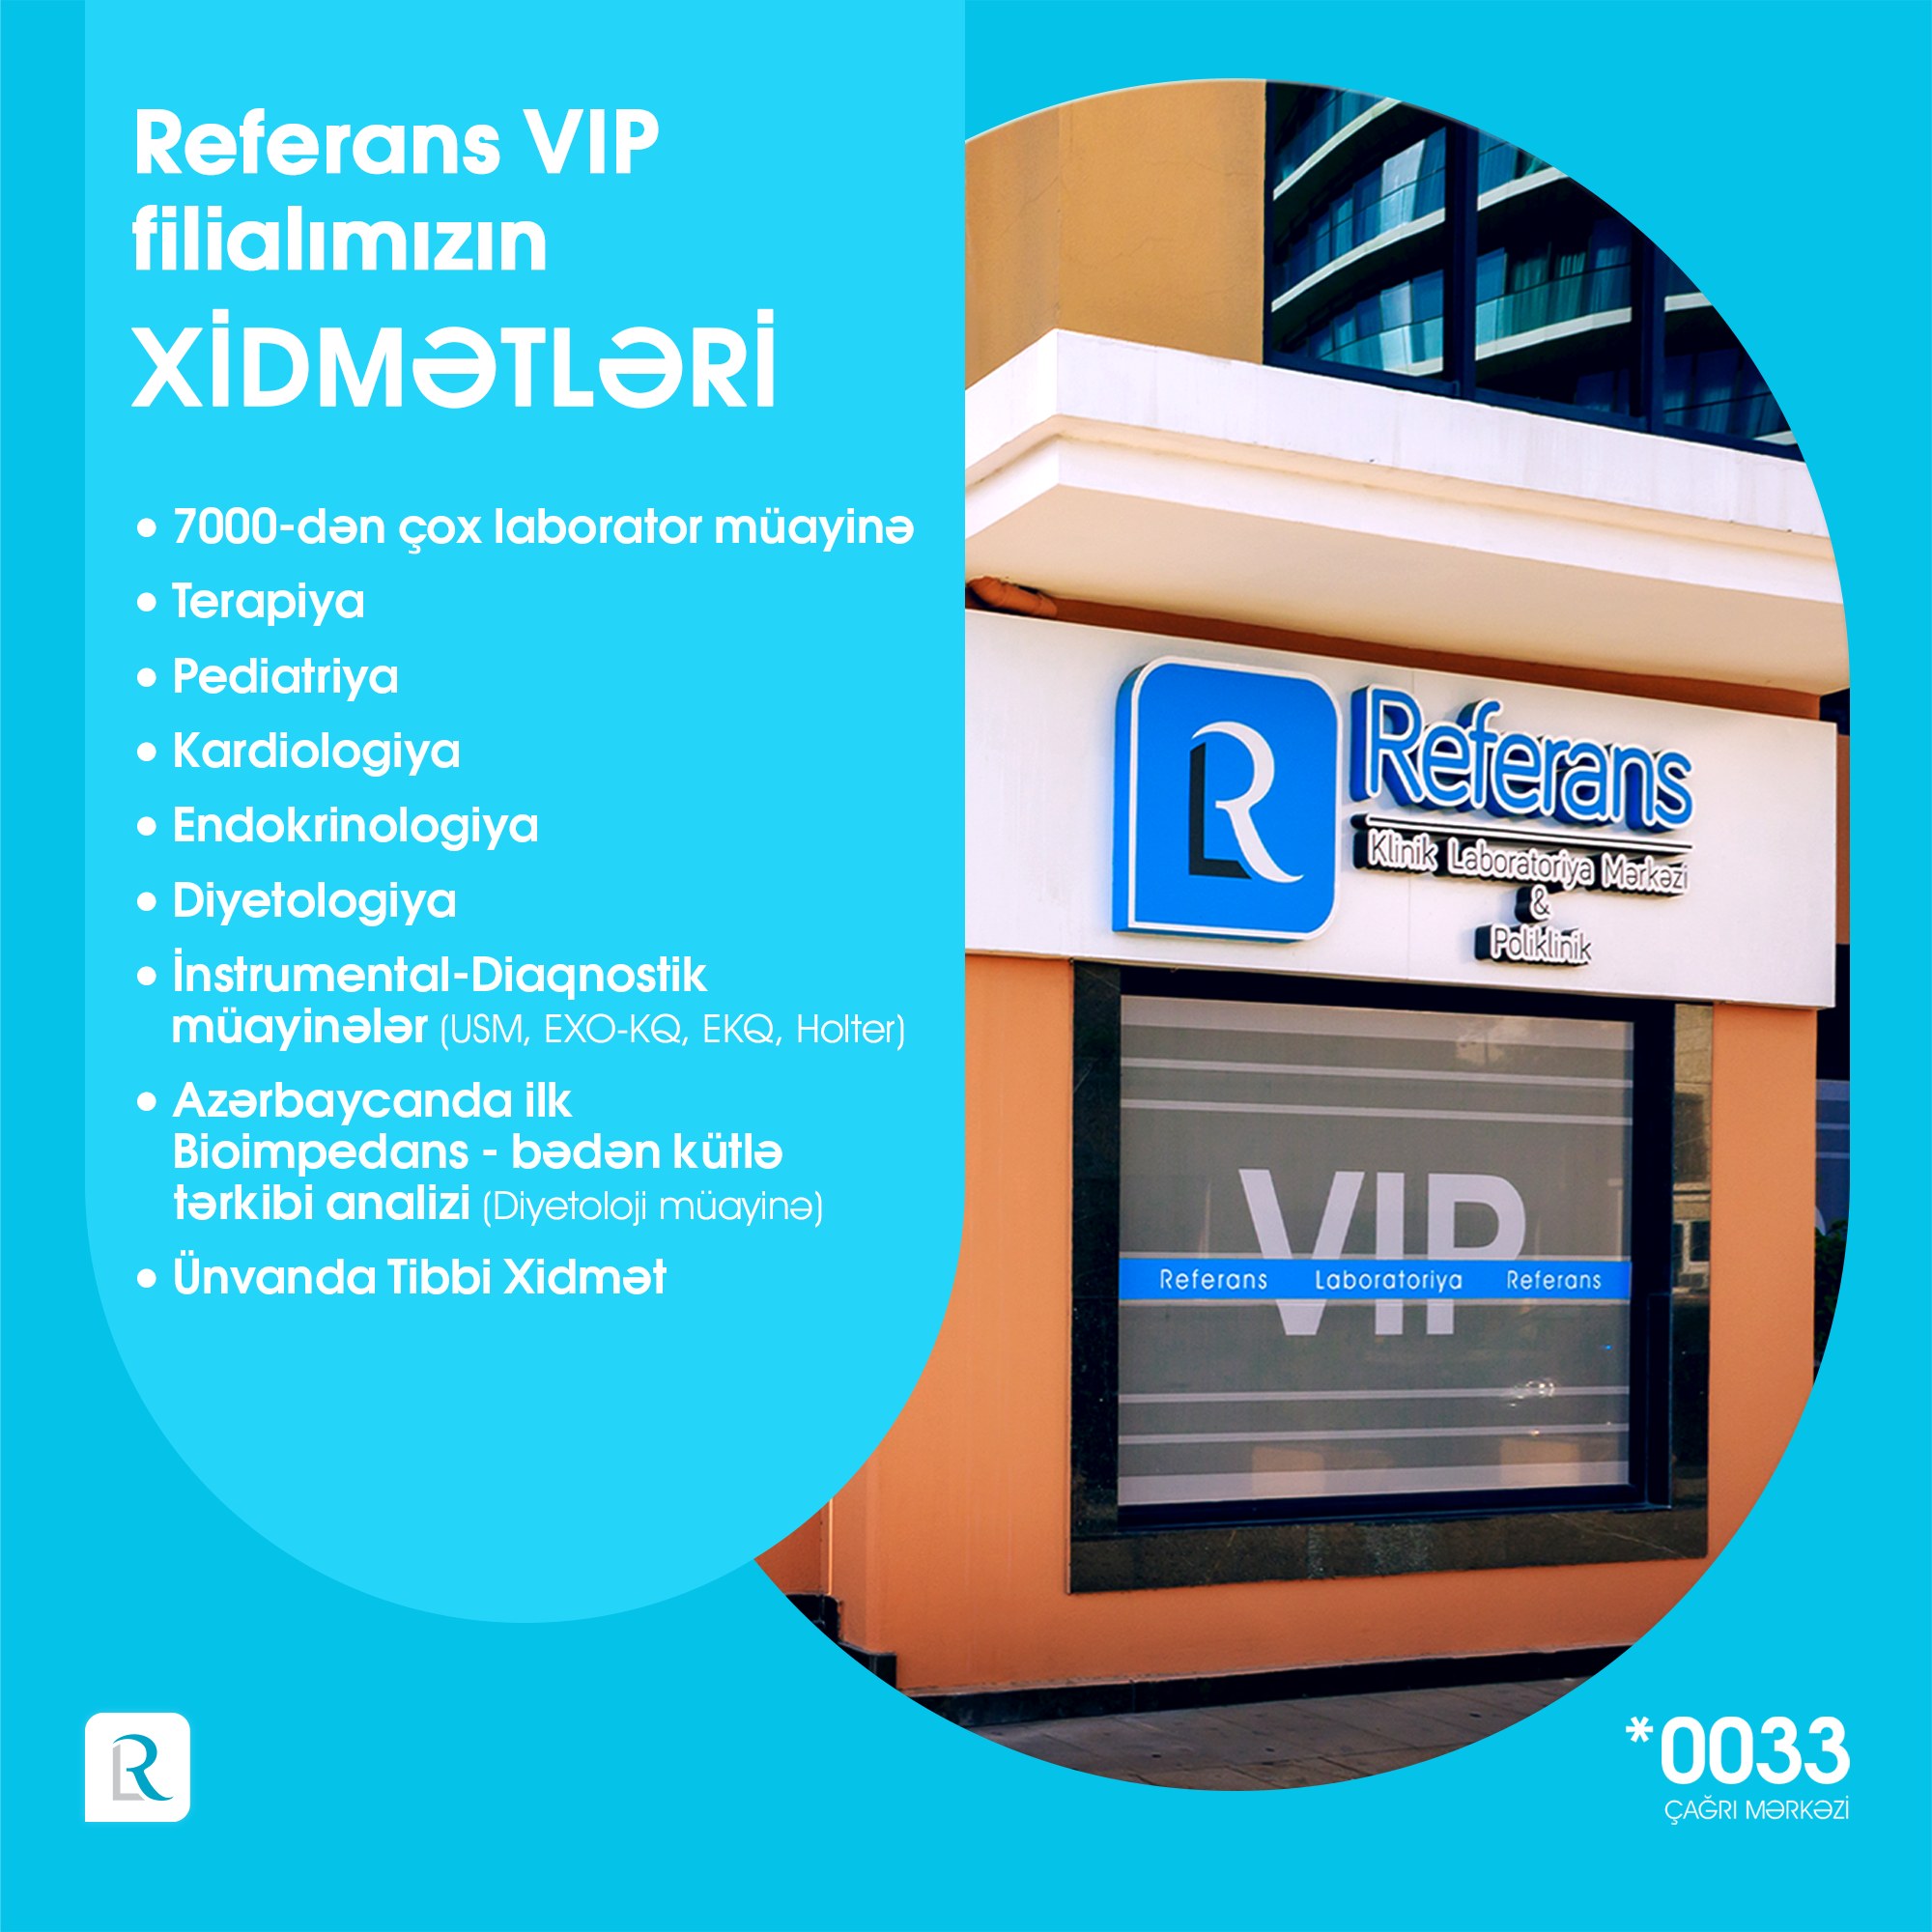 Referans VIP
filialımızın
XİDMƏTLƏRİ
• 7000-dən çox laborator müayinə
• Terapiya
• Pediatriya
• Kardiologiya
• Endokrinologiya
• Diyetologiya
• İnstrumental-Diaqnostik
müayinələr (USM, EXO-KQ, EKQ, Holter)
• Azərbaycanda ilk
Bioimpedans - bədən kütlə
tərkibi analizi (Diyetoloji müayinə)
• Ünvanda Tibbi Xidmət
LR Referans
Klinik Laboratoriya Mərkəzi
&
Poliklinik
VIP
Referans Laboratoriya Referans
LR
*0033
ÇAĞRI MƏRKƏZİ